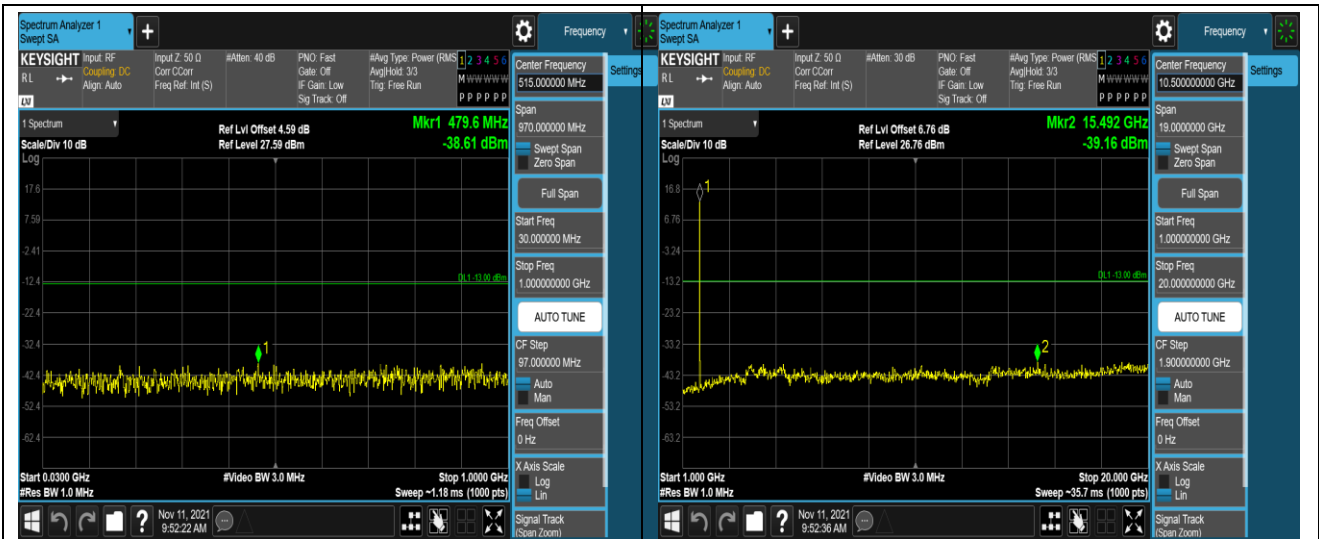 Spectrum Analyzer 1
Swept SA
Frequency
KEYSIGHT
RL
LXI
Input: RF
Coupling: DC
Align: Auto
Input Z: 50 Ω
Corr CCorr
Freq Ref: Int (S)
#Atten: 40 dB
PNO: Fast
Gate: Off
IF Gain: Low
Sig Track: Off
#Avg Type: Power (RMS
Avg|Hold: 3/3
Trig: Free Run
1 2 3 4 5 6
M W W W W W
P P P P P P
Center Frequency
515.000000 MHz
Settings
Span
970.000000 MHz
Swept Span
Zero Span
Full Span
Start Freq
30.000000 MHz
Stop Freq
1.000000000 GHz
AUTO TUNE
CF Step
97.000000 MHz
Auto
Man
Freq Offset
0 Hz
X Axis Scale
Log
Lin
Signal Track
(Span Zoom)
1 Spectrum
Scale/Div 10 dB
Log
Ref Lvl Offset 4.59 dB
Ref Level 27.59 dBm
Mkr1 479.6 MHz
-38.61 dBm
17.6
7.59
-2.41
DL1 -13.00 dBm
-12.4
-22.4
-32.4
1
-42.4
-52.4
-62.4
Start 0.0300 GHz
#Res BW 1.0 MHz
#Video BW 3.0 MHz
Stop 1.0000 GHz
Sweep ~1.18 ms (1000 pts)
?
Nov 11, 2021
9:52:22 AM
Spectrum Analyzer 1
Swept SA
Frequency
KEYSIGHT
RL
LXI
Input: RF
Coupling: DC
Align: Auto
Input Z: 50 Ω
Corr CCorr
Freq Ref: Int (S)
#Atten: 30 dB
PNO: Fast
Gate: Off
IF Gain: Low
Sig Track: Off
#Avg Type: Power (RMS
Avg|Hold: 3/3
Trig: Free Run
1 2 3 4 5 6
M W W W W W
P P P P P P
Center Frequency
10.500000000 GHz
Settings
Span
19.0000000 GHz
Swept Span
Zero Span
Full Span
Start Freq
1.000000000 GHz
Stop Freq
20.000000000 GHz
AUTO TUNE
CF Step
1.900000000 GHz
Auto
Man
Freq Offset
0 Hz
X Axis Scale
Log
Lin
Signal Track
(Span Zoom)
1 Spectrum
Scale/Div 10 dB
Log
Ref Lvl Offset 6.76 dB
Ref Level 26.76 dBm
Mkr2 15.492 GHz
-39.16 dBm
1
16.8
6.76
-3.24
DL1 -13.00 dBm
-13.2
-23.2
-33.2
2
-43.2
-53.2
-63.2
Start 1.000 GHz
#Res BW 1.0 MHz
#Video BW 3.0 MHz
Stop 20.000 GHz
Sweep ~35.7 ms (1000 pts)
?
Nov 11, 2021
9:52:36 AM